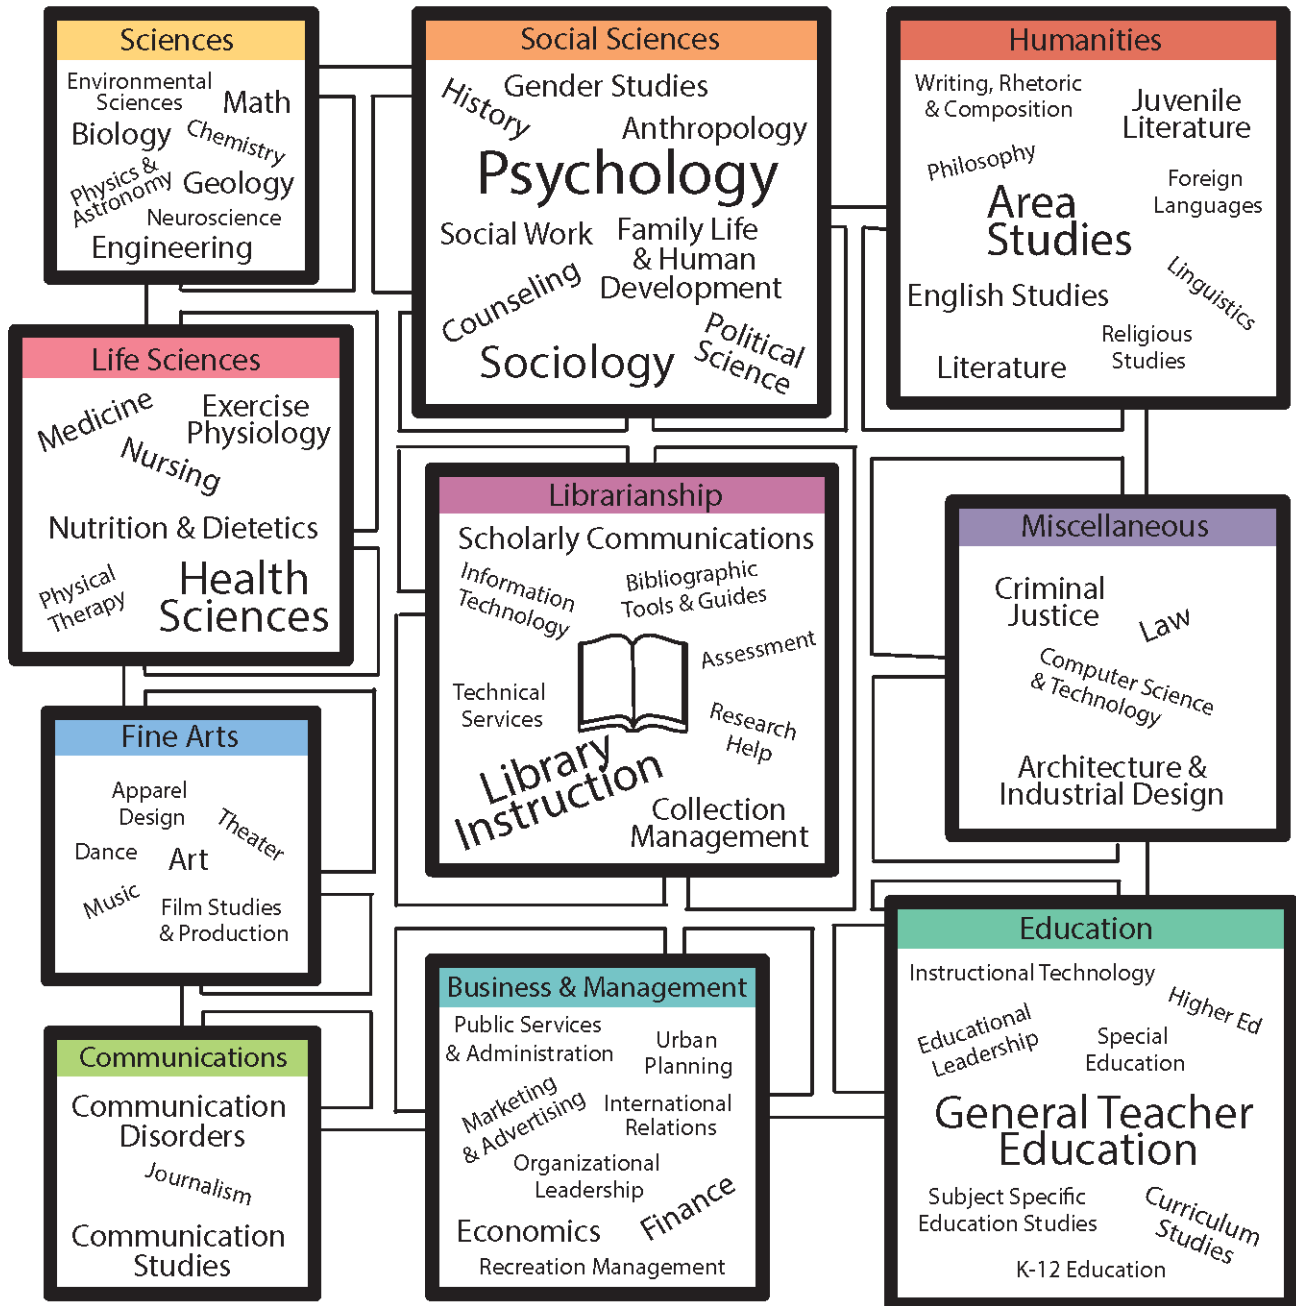 Sciences
Environmental
Sciences
Math
Biology
Chemistry
Physics &
Astronomy
Geology
Neuroscience
Engineering
Social Sciences
Gender Studies
History
Anthropology
Psychology
Social Work
Family Life
& Human
Development
Counseling
Political
Science
Sociology
Humanities
Writing, Rhetoric
& Composition
Juvenile
Literature
Philosophy
Foreign
Languages
Area
Studies
Linguistics
English Studies
Religious
Studies
Literature
Life Sciences
Medicine
Exercise
Physiology
Nursing
Nutrition & Dietetics
Physical
Therapy
Health
Sciences
Librarianship
Scholarly Communications
Information
Technology
Bibliographic
Tools & Guides
Assessment
Technical
Services
Research
Help
Library
Instruction
Collection
Management
Miscellaneous
Criminal
Justice
Law
Computer Science
& Technology
Architecture &
Industrial Design
Fine Arts
Apparel
Design
Theater
Dance
Art
Music
Film Studies
& Production
Business & Management
Public Services
& Administration
Urban
Planning
Marketing
& Advertising
International
Relations
Organizational
Leadership
Finance
Economics
Recreation Management
Education
Instructional Technology
Higher Ed
Educational
Leadership
Special
Education
General Teacher
Education
Subject Specific
Education Studies
Curriculum
Studies
K-12 Education
Communications
Communication
Disorders
Journalism
Communication
Studies